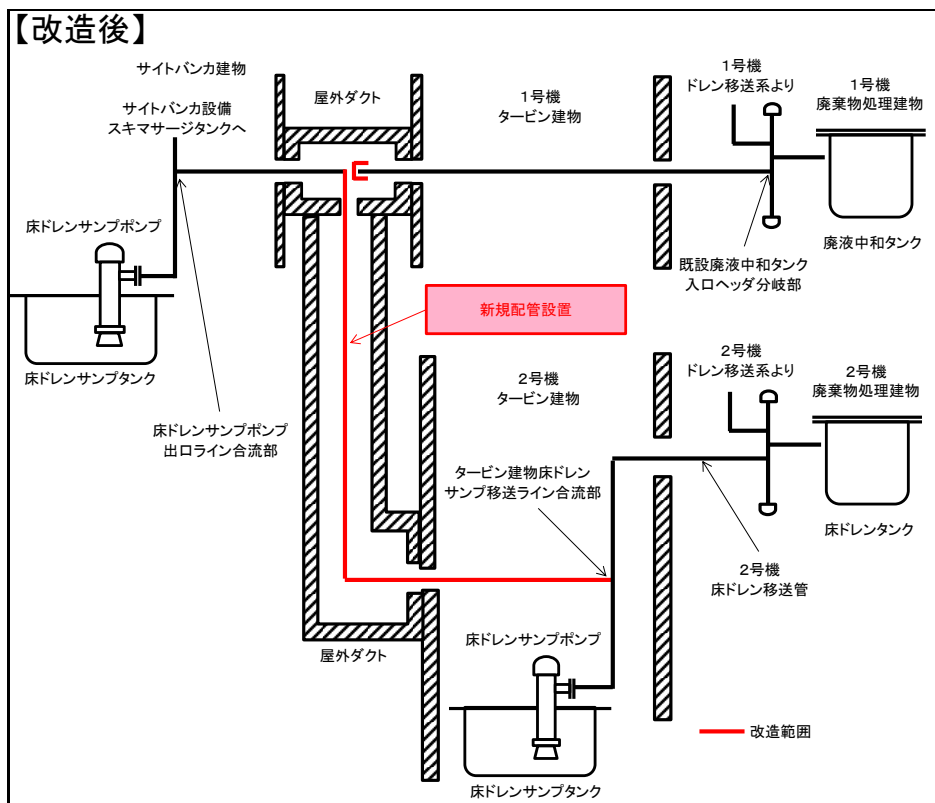 【改造後】
サイトバンカ建物
サイトバンカ設備
スキマサージタンクへ
屋外ダクト
1号機
タービン建物
1号機
ドレン移送系より
1号機
廃棄物処理建物
床ドレンサンプポンプ
床ドレンサンプタンク
廃液中和タンク
既設廃液中和タンク
入口ヘッダ分岐部
新規配管設置
床ドレンサンプポンプ
出口ライン合流部
2号機
タービン建物
2号機
ドレン移送系より
2号機
廃棄物処理建物
タービン建物床ドレン
サンプ移送ライン合流部
床ドレンタンク
2号機
床ドレン移送管
屋外ダクト
床ドレンサンプポンプ
床ドレンサンプタンク
改造範囲